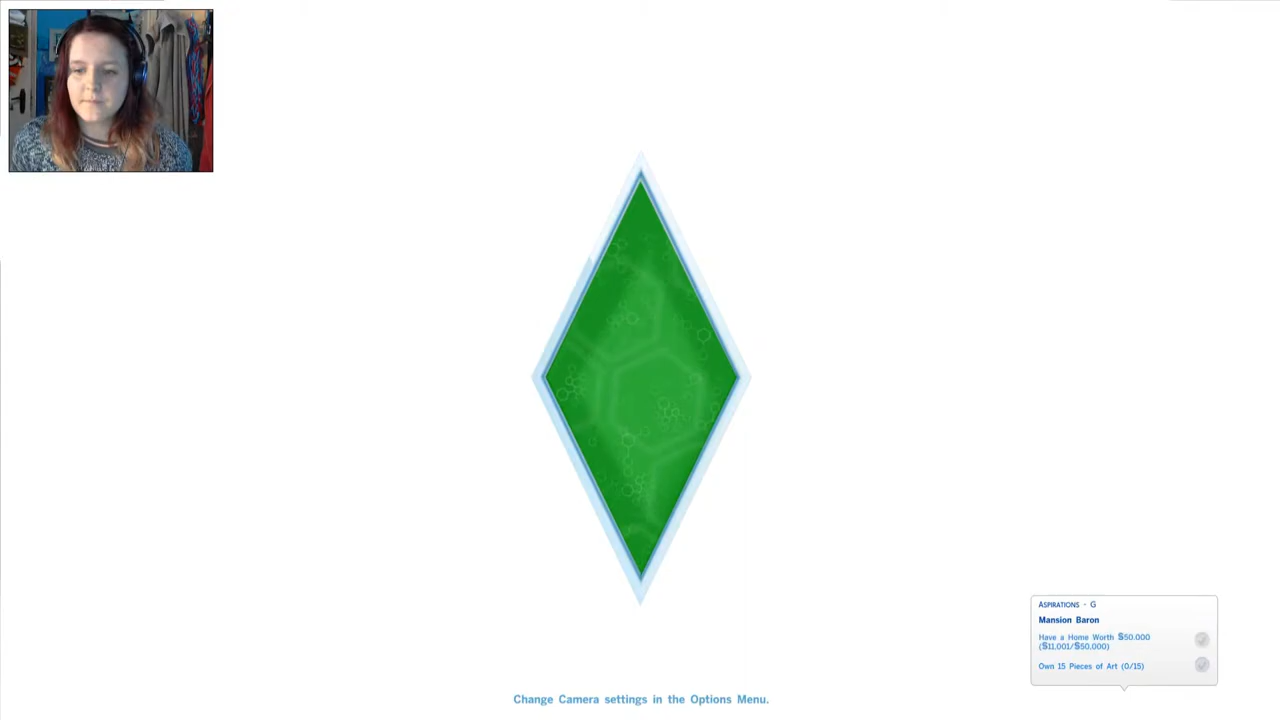 ASPIRATIONS - G
Mansion Baron
Have a Home Worth $50.000
($11,001/$50,000)
Own 15 Pieces of Art (0/15)
Change Camera settings in the Options Menu.